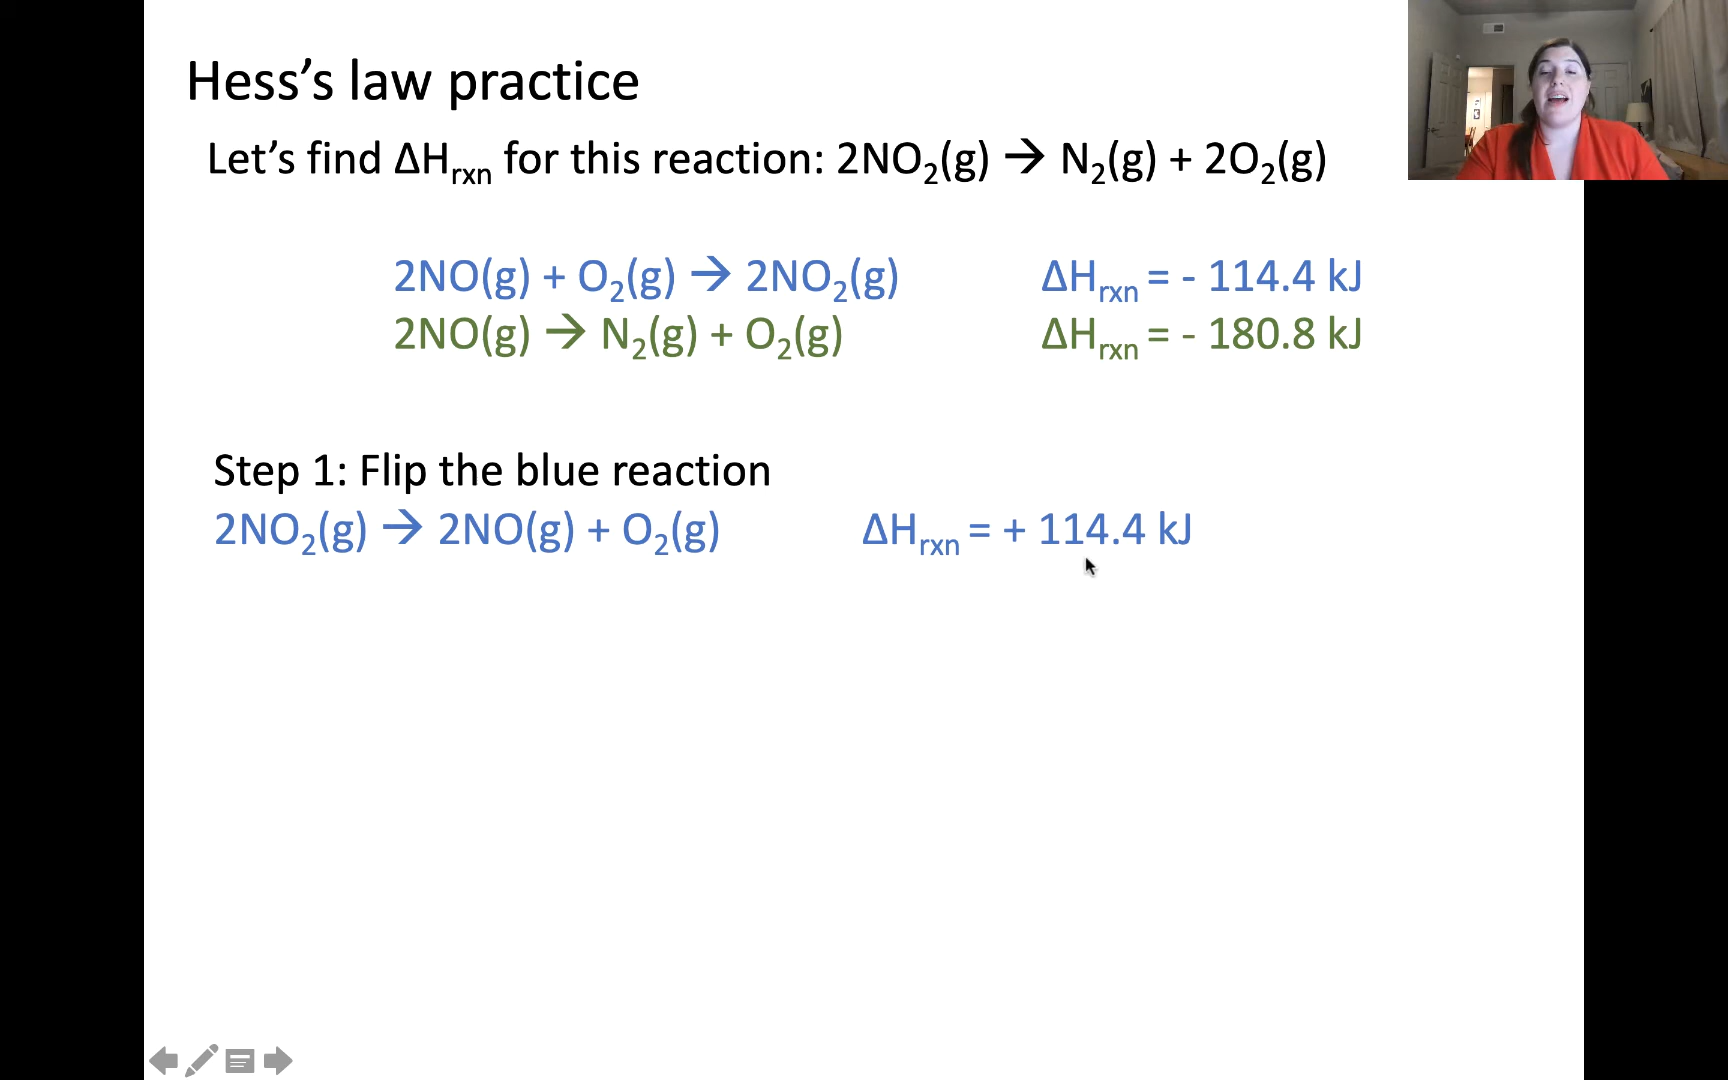 Hess’s law practice
Let’s find ΔHrxn for this reaction: 2NO₂(g) → N₂(g) + 2O₂(g)
2NO(g) + O₂(g) → 2NO₂(g) ΔHrxn = - 114.4 kJ
2NO(g) → N₂(g) + O₂(g) ΔHrxn = - 180.8 kJ
Step 1: Flip the blue reaction
2NO₂(g) → 2NO(g) + O₂(g) ΔHrxn = + 114.4 kJ